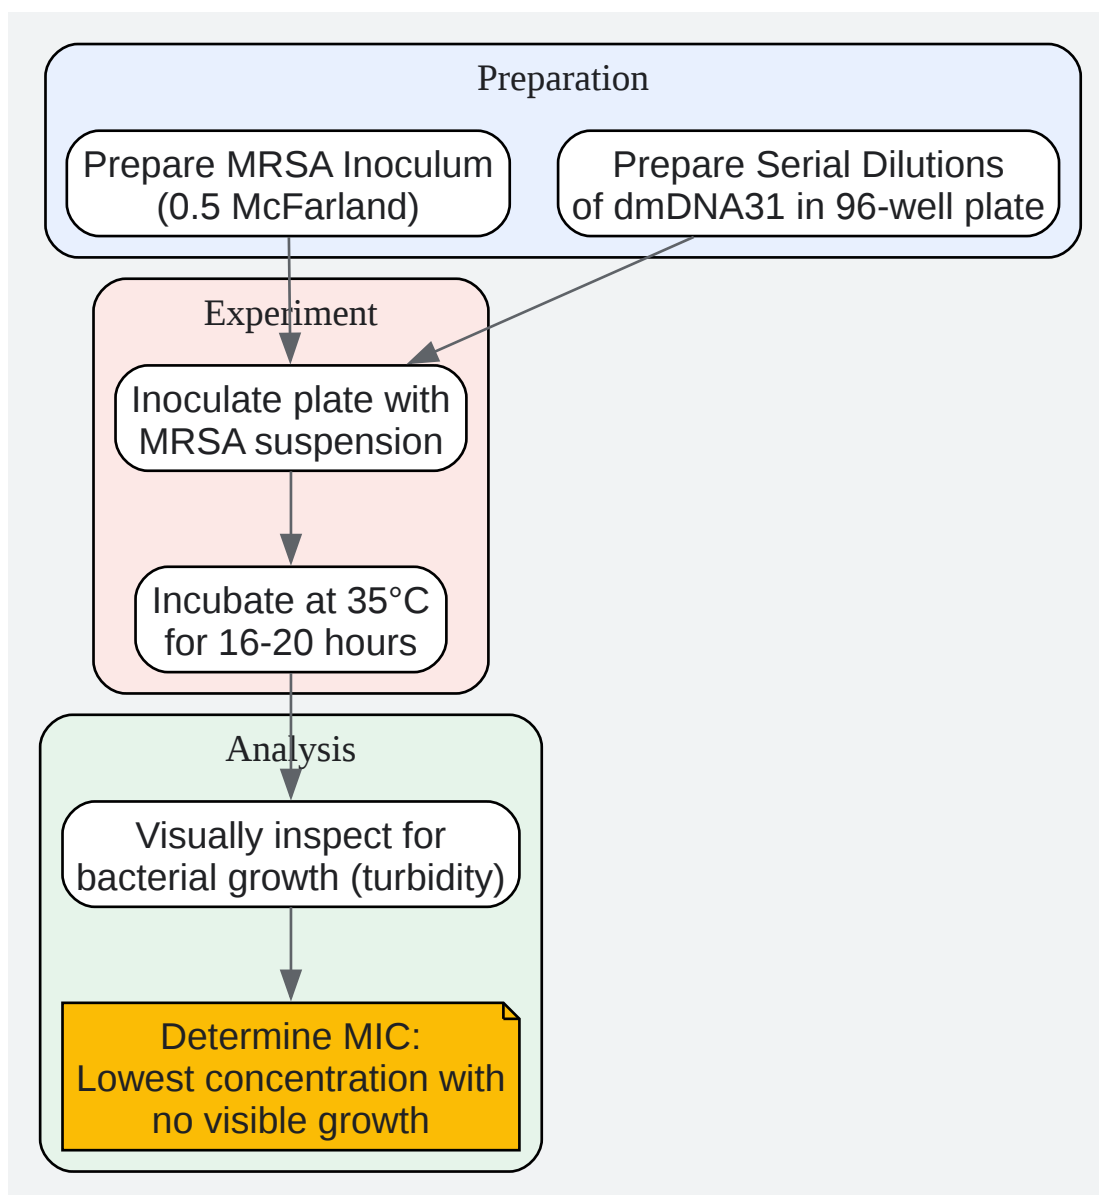 Preparation
Prepare MRSA Inoculum
(0.5 McFarland)
Prepare Serial Dilutions
of dmDNA31 in 96-well plate
Experiment
Inoculate plate with
MRSA suspension
Incubate at 35°C
for 16-20 hours
Analysis
Visually inspect for
bacterial growth (turbidity)
Determine MIC:
Lowest concentration with
no visible growth